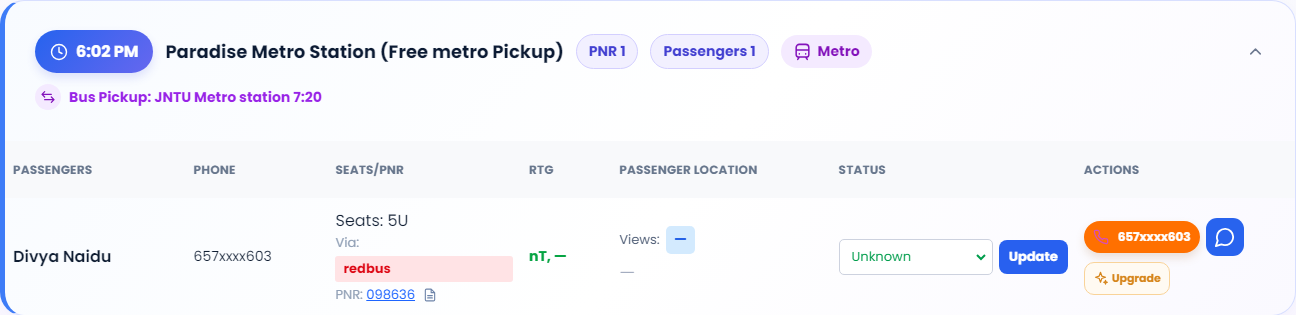 6:02 PM Paradise Metro Station (Free metro Pickup) PNR 1 Passengers 1 Metro
Bus Pickup: JNTU Metro station 7:20
PASSENGERS PHONE SEATS/PNR RTG PASSENGER LOCATION STATUS ACTIONS
Divya Naidu 657xxxx603 Seats: 5U
Via:
redbus
PNR: 098636
nT, —
Views: —
—
Unknown Update
657xxxx603
Upgrade